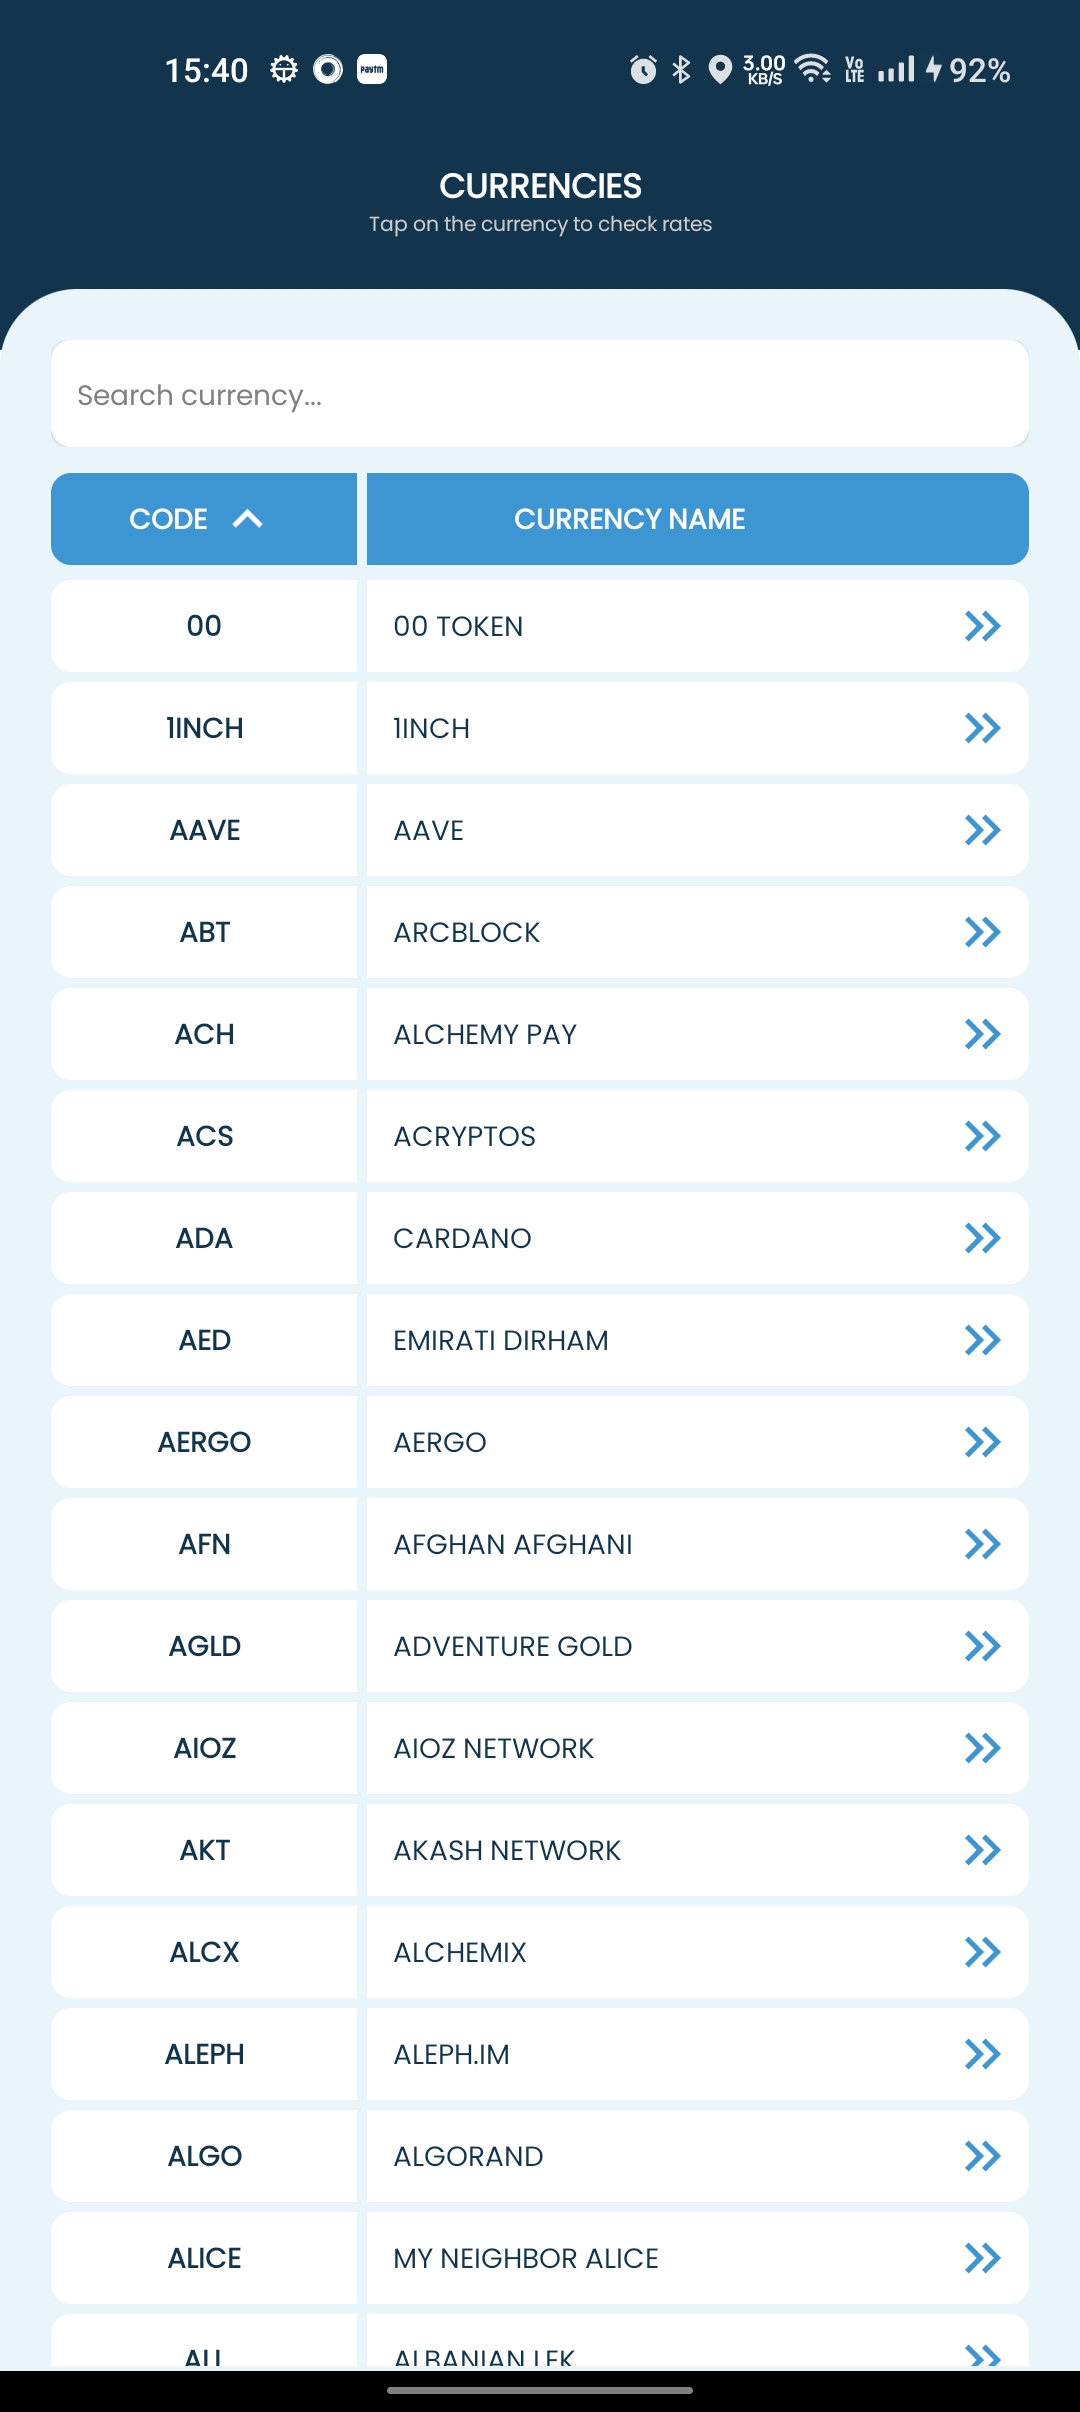 15:40 paytm 3.00 KB/S Vo LTE 92%
CURRENCIES
Tap on the currency to check rates
Search currency...
CODE CURRENCY NAME
00 00 TOKEN
1INCH 1INCH
AAVE AAVE
ABT ARCBLOCK
ACH ALCHEMY PAY
ACS ACRYPTOS
ADA CARDANO
AED EMIRATI DIRHAM
AERGO AERGO
AFN AFGHAN AFGHANI
AGLD ADVENTURE GOLD
AIOZ AIOZ NETWORK
AKT AKASH NETWORK
ALCX ALCHEMIX
ALEPH ALEPH.IM
ALGO ALGORAND
ALICE MY NEIGHBOR ALICE
ALL ALBANIAN LEK